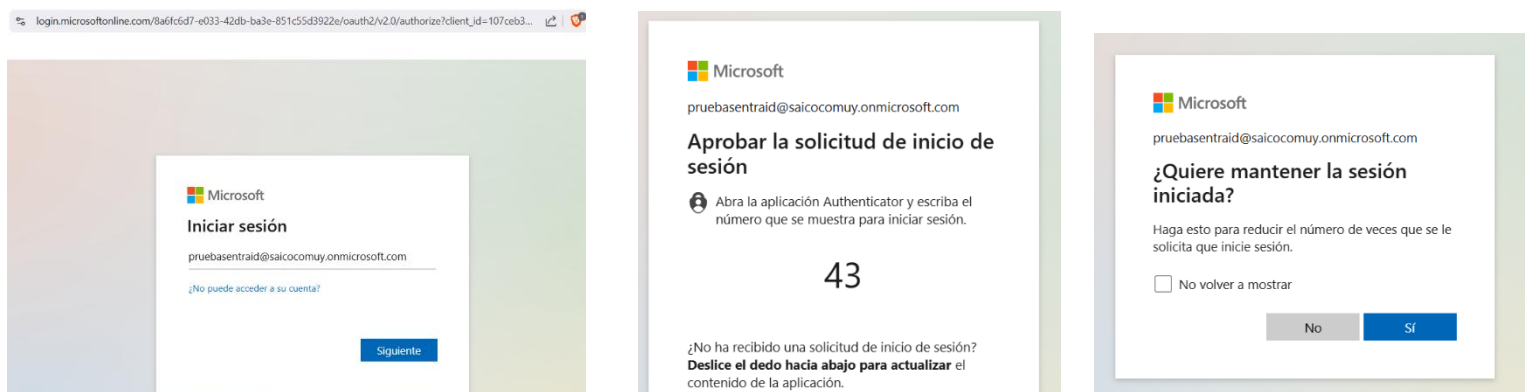 login.microsoftonline.com/8a6fc6d7-e033-42db-ba3e-851c55d3922e/oauth2/v2.0/authorize?client_id=107ceb3...
Microsoft
Iniciar sesión
pruebasentraid@saicocomuy.onmicrosoft.com
¿No puede acceder a su cuenta?
Siguiente
Microsoft
pruebasentraid@saicocomuy.onmicrosoft.com
Aprobar la solicitud de inicio de
sesión
Abra la aplicación Authenticator y escriba el
número que se muestra para iniciar sesión.
43
¿No ha recibido una solicitud de inicio de sesión?
Deslice el dedo hacia abajo para actualizar el
contenido de la aplicación.
Microsoft
pruebasentraid@saicocomuy.onmicrosoft.com
¿Quiere mantener la sesión
iniciada?
Haga esto para reducir el número de veces que se le
solicita que inicie sesión.
No volver a mostrar
No
Sí